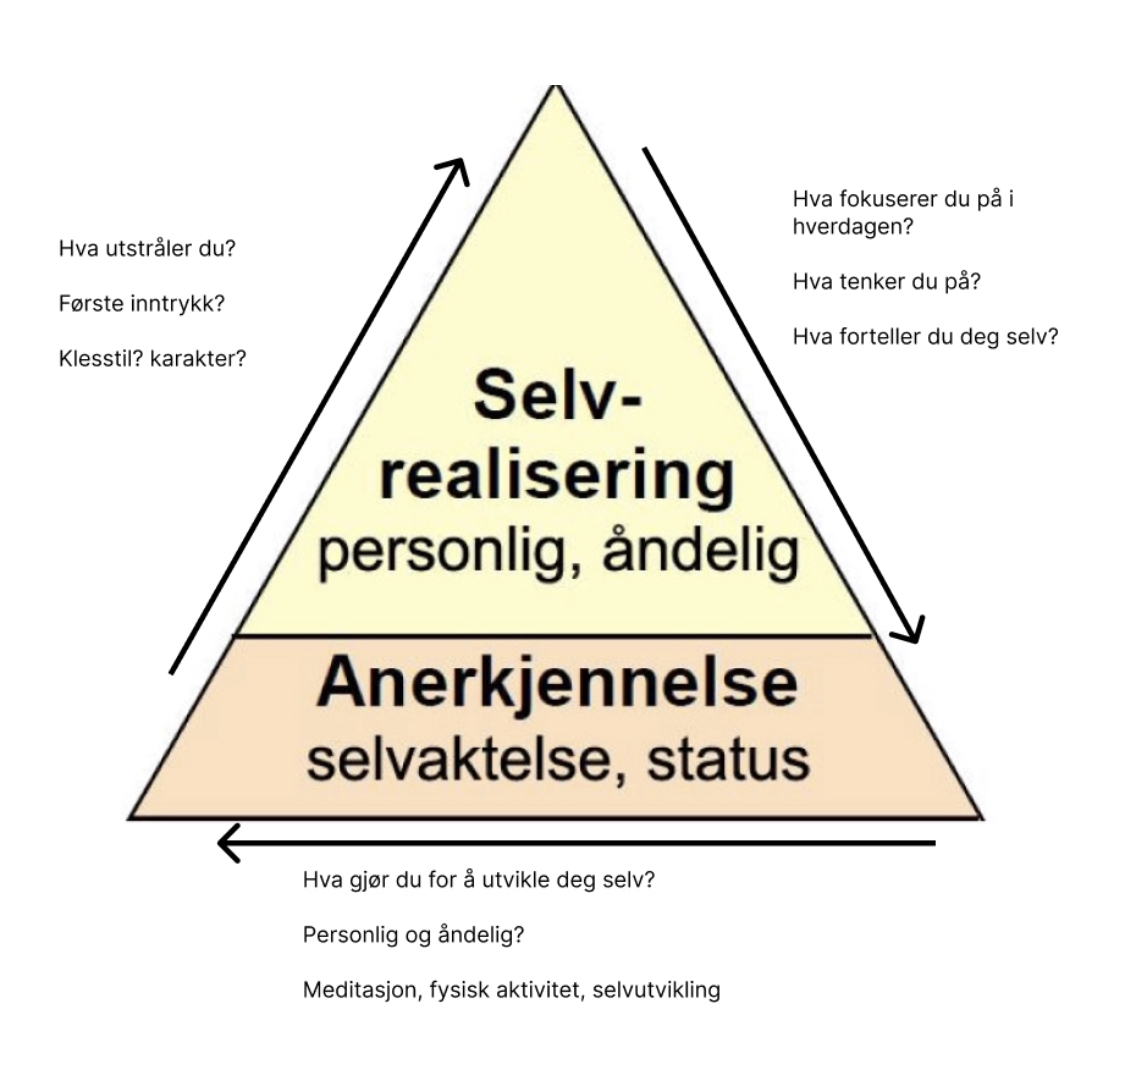 Hva utstråler du?
Første inntrykk?
Klesstil? karakter?
Hva fokuserer du på i
hverdagen?
Hva tenker du på?
Hva forteller du deg selv?
Selv-
realisering
personlig, åndelig
Anerkjennelse
selvaktelse, status
Hva gjør du for å utvikle deg selv?
Personlig og åndelig?
Meditasjon, fysisk aktivitet, selvutvikling